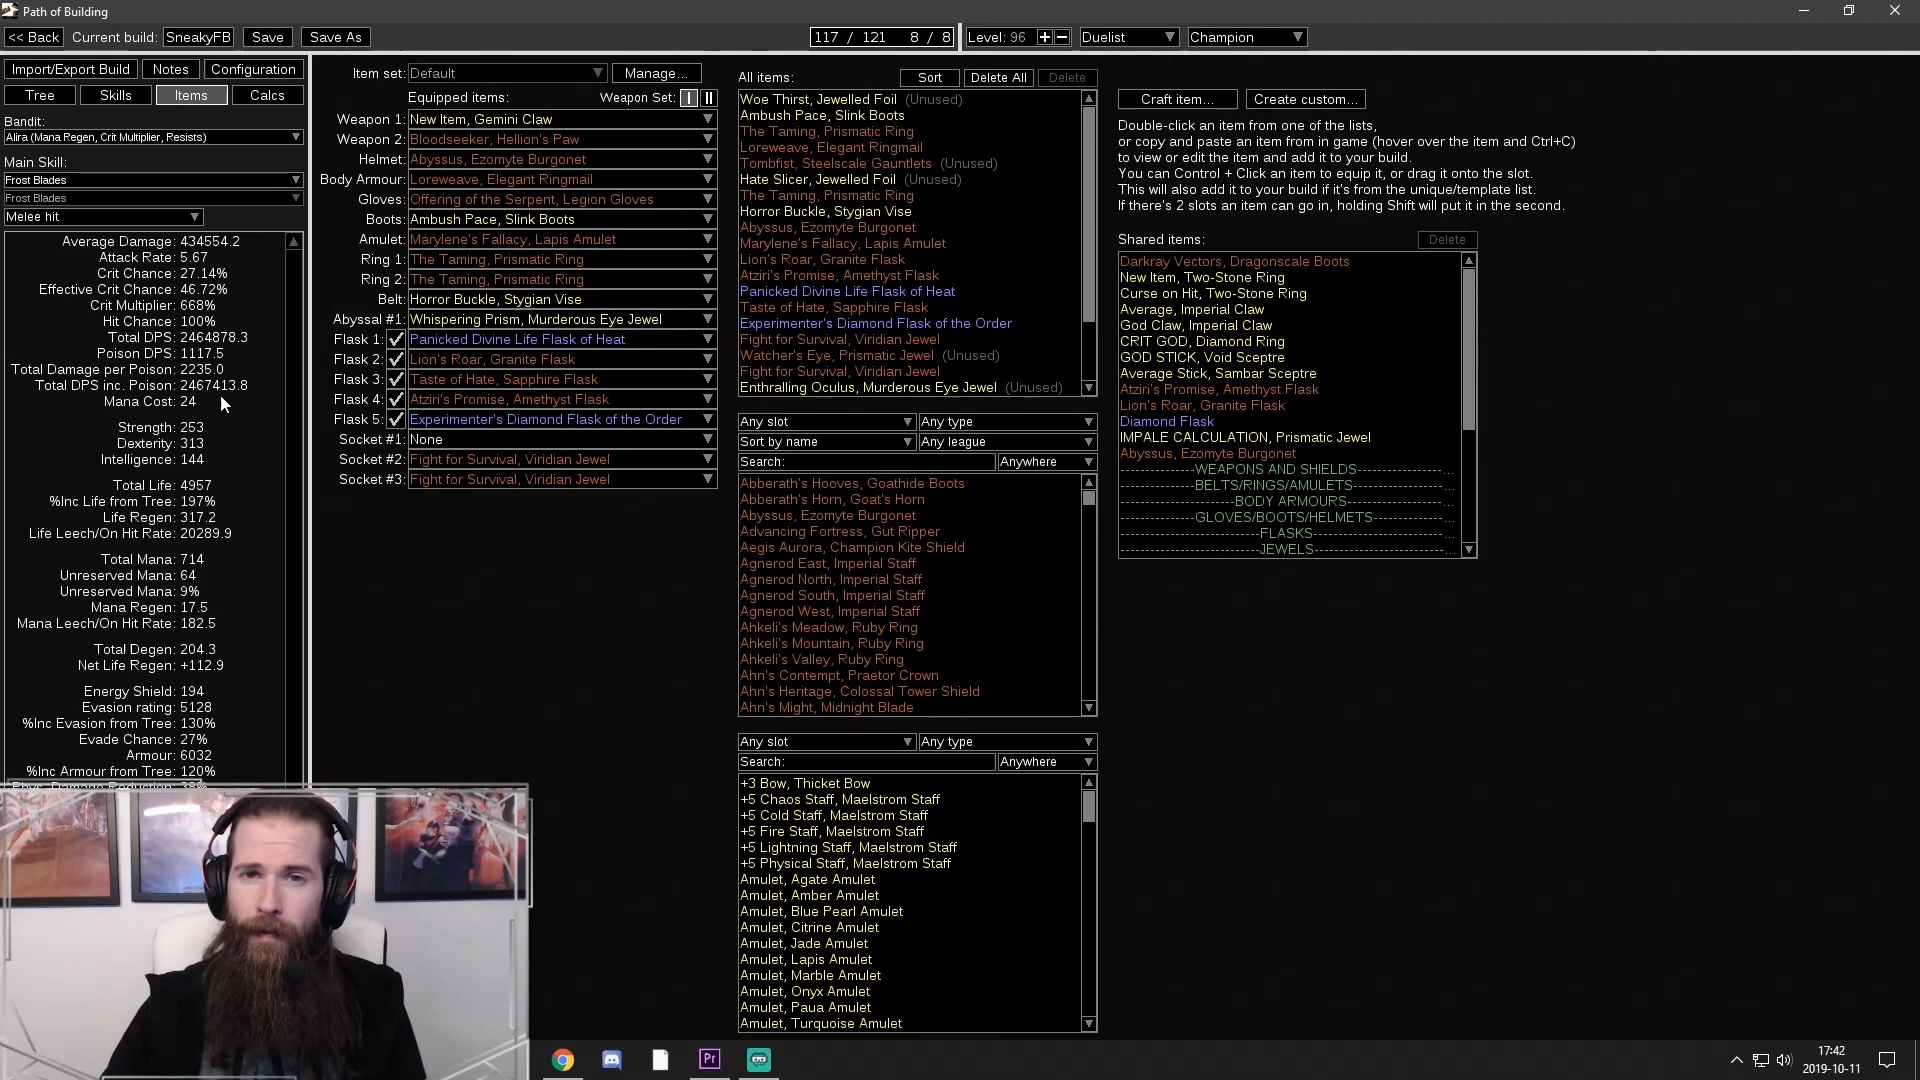 Path of Building
<< Back
Current build: SneakyFB
Save
Save As
117 / 121 8 / 8
Level: 96
Duelist
Champion
Import/Export Build
Notes
Configuration
Tree
Skills
Items
Calcs
Bandit:
Alira (Mana Regen, Crit Multiplier, Resists)
Main Skill:
Frost Blades
Frost Blades
Melee hit
Average Damage: 434554.2
Attack Rate: 5.67
Crit Chance: 27.14%
Effective Crit Chance: 46.72%
Crit Multiplier: 668%
Hit Chance: 100%
Total DPS: 2464878.3
Poison DPS: 1117.5
Total Damage per Poison: 2235.0
Total DPS inc. Poison: 2467413.8
Mana Cost: 24
Strength: 253
Dexterity: 313
Intelligence: 144
Total Life: 4957
%Inc Life from Tree: 197%
Life Regen: 317.2
Life Leech/On Hit Rate: 20289.9
Total Mana: 714
Unreserved Mana: 64
Unreserved Mana: 9%
Mana Regen: 17.5
Mana Leech/On Hit Rate: 182.5
Total Degen: 204.3
Net Life Regen: +112.9
Energy Shield: 194
Evasion rating: 5128
%Inc Evasion from Tree: 130%
Evade Chance: 27%
Armour: 6032
%Inc Armour from Tree: 120%
Item set: Default
Manage...
Equipped items:
Weapon Set: I II
Weapon 1: New Item, Gemini Claw
Weapon 2: Bloodseeker, Hellion's Paw
Helmet: Abyssus, Ezomyte Burgonet
Body Armour: Loreweave, Elegant Ringmail
Gloves: Offering of the Serpent, Legion Gloves
Boots: Ambush Pace, Slink Boots
Amulet: Marylene's Fallacy, Lapis Amulet
Ring 1: The Taming, Prismatic Ring
Ring 2: The Taming, Prismatic Ring
Belt: Horror Buckle, Stygian Vise
Abyssal #1: Whispering Prism, Murderous Eye Jewel
Flask 1: Panicked Divine Life Flask of Heat
Flask 2: Lion's Roar, Granite Flask
Flask 3: Taste of Hate, Sapphire Flask
Flask 4: Atziri's Promise, Amethyst Flask
Flask 5: Experimenter's Diamond Flask of the Order
Socket #1: None
Socket #2: Fight for Survival, Viridian Jewel
Socket #3: Fight for Survival, Viridian Jewel
All items:
Sort
Delete All
Delete
Woe Thirst, Jewelled Foil (Unused)
Ambush Pace, Slink Boots
The Taming, Prismatic Ring
Loreweave, Elegant Ringmail
Tombfist, Steelscale Gauntlets (Unused)
Hate Slicer, Jewelled Foil (Unused)
The Taming, Prismatic Ring
Horror Buckle, Stygian Vise
Abyssus, Ezomyte Burgonet
Marylene's Fallacy, Lapis Amulet
Lion's Roar, Granite Flask
Atziri's Promise, Amethyst Flask
Panicked Divine Life Flask of Heat
Taste of Hate, Sapphire Flask
Experimenter's Diamond Flask of the Order
Fight for Survival, Viridian Jewel
Watcher's Eye, Prismatic Jewel (Unused)
Fight for Survival, Viridian Jewel
Enthralling Oculus, Murderous Eye Jewel (Unused)
Any slot
Any type
Sort by name
Any league
Search:
Anywhere
Abberath's Hooves, Goathide Boots
Abberath's Horn, Goat's Horn
Abyssus, Ezomyte Burgonet
Advancing Fortress, Gut Ripper
Aegis Aurora, Champion Kite Shield
Agnerod East, Imperial Staff
Agnerod North, Imperial Staff
Agnerod South, Imperial Staff
Agnerod West, Imperial Staff
Ahkeli's Meadow, Ruby Ring
Ahkeli's Mountain, Ruby Ring
Ahkeli's Valley, Ruby Ring
Ahn's Contempt, Praetor Crown
Ahn's Heritage, Colossal Tower Shield
Ahn's Might, Midnight Blade
Any slot
Any type
Search:
Anywhere
+3 Bow, Thicket Bow
+5 Chaos Staff, Maelstrom Staff
+5 Cold Staff, Maelstrom Staff
+5 Fire Staff, Maelstrom Staff
+5 Lightning Staff, Maelstrom Staff
+5 Physical Staff, Maelstrom Staff
Amulet, Agate Amulet
Amulet, Amber Amulet
Amulet, Blue Pearl Amulet
Amulet, Citrine Amulet
Amulet, Jade Amulet
Amulet, Lapis Amulet
Amulet, Marble Amulet
Amulet, Onyx Amulet
Amulet, Paua Amulet
Amulet, Turquoise Amulet
Craft item...
Create custom...
Double-click an item from one of the lists,
or copy and paste an item from in game (hover over the item and Ctrl+C)
to view or edit the item and add it to your build.
You can Control + Click an item to equip it, or drag it onto the slot.
This will also add it to your build if it's from the unique/template list.
If there's 2 slots an item can go in, holding Shift will put it in the second.
Shared items:
Delete
Darkray Vectors, Dragonscale Boots
New Item, Two-Stone Ring
Curse on Hit, Two-Stone Ring
Average, Imperial Claw
God Claw, Imperial Claw
CRIT GOD, Diamond Ring
GOD STICK, Void Sceptre
Average Stick, Sambar Sceptre
Atziri's Promise, Amethyst Flask
Lion's Roar, Granite Flask
Diamond Flask
IMPALE CALCULATION, Prismatic Jewel
Abyssus, Ezomyte Burgonet
--------------WEAPONS AND SHIELDS--------------...
--------------BELTS/RINGS/AMULETS--------------...
---------------------BODY ARMOURS---------------------...
--------------GLOVES/BOOTS/HELMETS------------...
--------------------------FLASKS--------------------------...
--------------------------JEWELS--------------------------...
Pr
17:42
2019-10-11